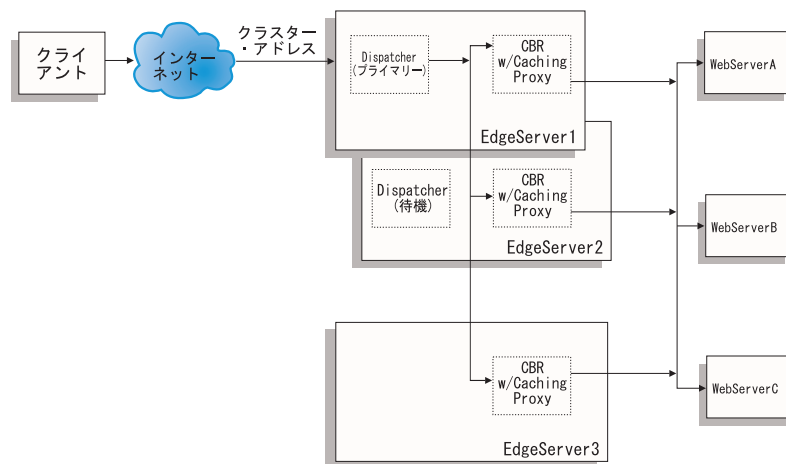 クライ
アント
インター
ネット
クラスター
・アドレス
Dispatcher
(プライマリー)
CBR
w/Caching
Proxy
EdgeServer1
Dispatcher
(待機)
CBR
w/Caching
Proxy
EdgeServer2
CBR
w/Caching
Proxy
EdgeServer3
WebServerA
WebServerB
WebServerC